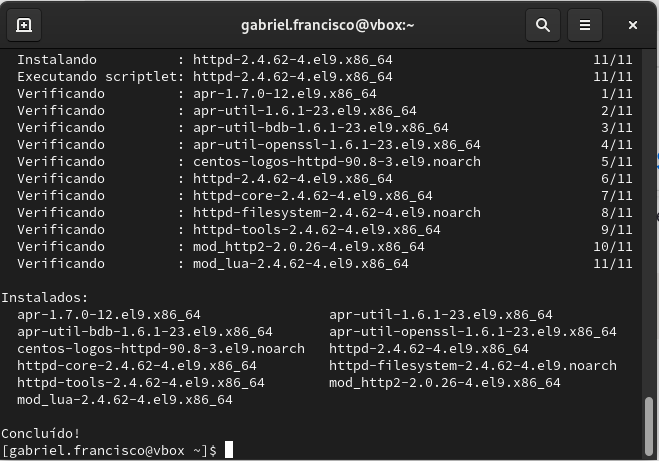 gabriel.francisco@vbox:~
Instalando          : httpd-2.4.62-4.el9.x86_64                         11/11
Executando scriptlet: httpd-2.4.62-4.el9.x86_64                         11/11
Verificando         : apr-1.7.0-12.el9.x86_64                            1/11
Verificando         : apr-util-1.6.1-23.el9.x86_64                       2/11
Verificando         : apr-util-bdb-1.6.1-23.el9.x86_64                   3/11
Verificando         : apr-util-openssl-1.6.1-23.el9.x86_64               4/11
Verificando         : centos-logos-httpd-90.8-3.el9.noarch               5/11
Verificando         : httpd-2.4.62-4.el9.x86_64                          6/11
Verificando         : httpd-core-2.4.62-4.el9.x86_64                     7/11
Verificando         : httpd-filesystem-2.4.62-4.el9.noarch               8/11
Verificando         : httpd-tools-2.4.62-4.el9.x86_64                    9/11
Verificando         : mod_http2-2.0.26-4.el9.x86_64                     10/11
Verificando         : mod_lua-2.4.62-4.el9.x86_64                       11/11
Instalados:
apr-1.7.0-12.el9.x86_64                apr-util-1.6.1-23.el9.x86_64
apr-util-bdb-1.6.1-23.el9.x86_64       apr-util-openssl-1.6.1-23.el9.x86_64
centos-logos-httpd-90.8-3.el9.noarch   httpd-2.4.62-4.el9.x86_64
httpd-core-2.4.62-4.el9.x86_64         httpd-filesystem-2.4.62-4.el9.noarch
httpd-tools-2.4.62-4.el9.x86_64        mod_http2-2.0.26-4.el9.x86_64
mod_lua-2.4.62-4.el9.x86_64
Concluído!
[gabriel.francisco@vbox ~]$